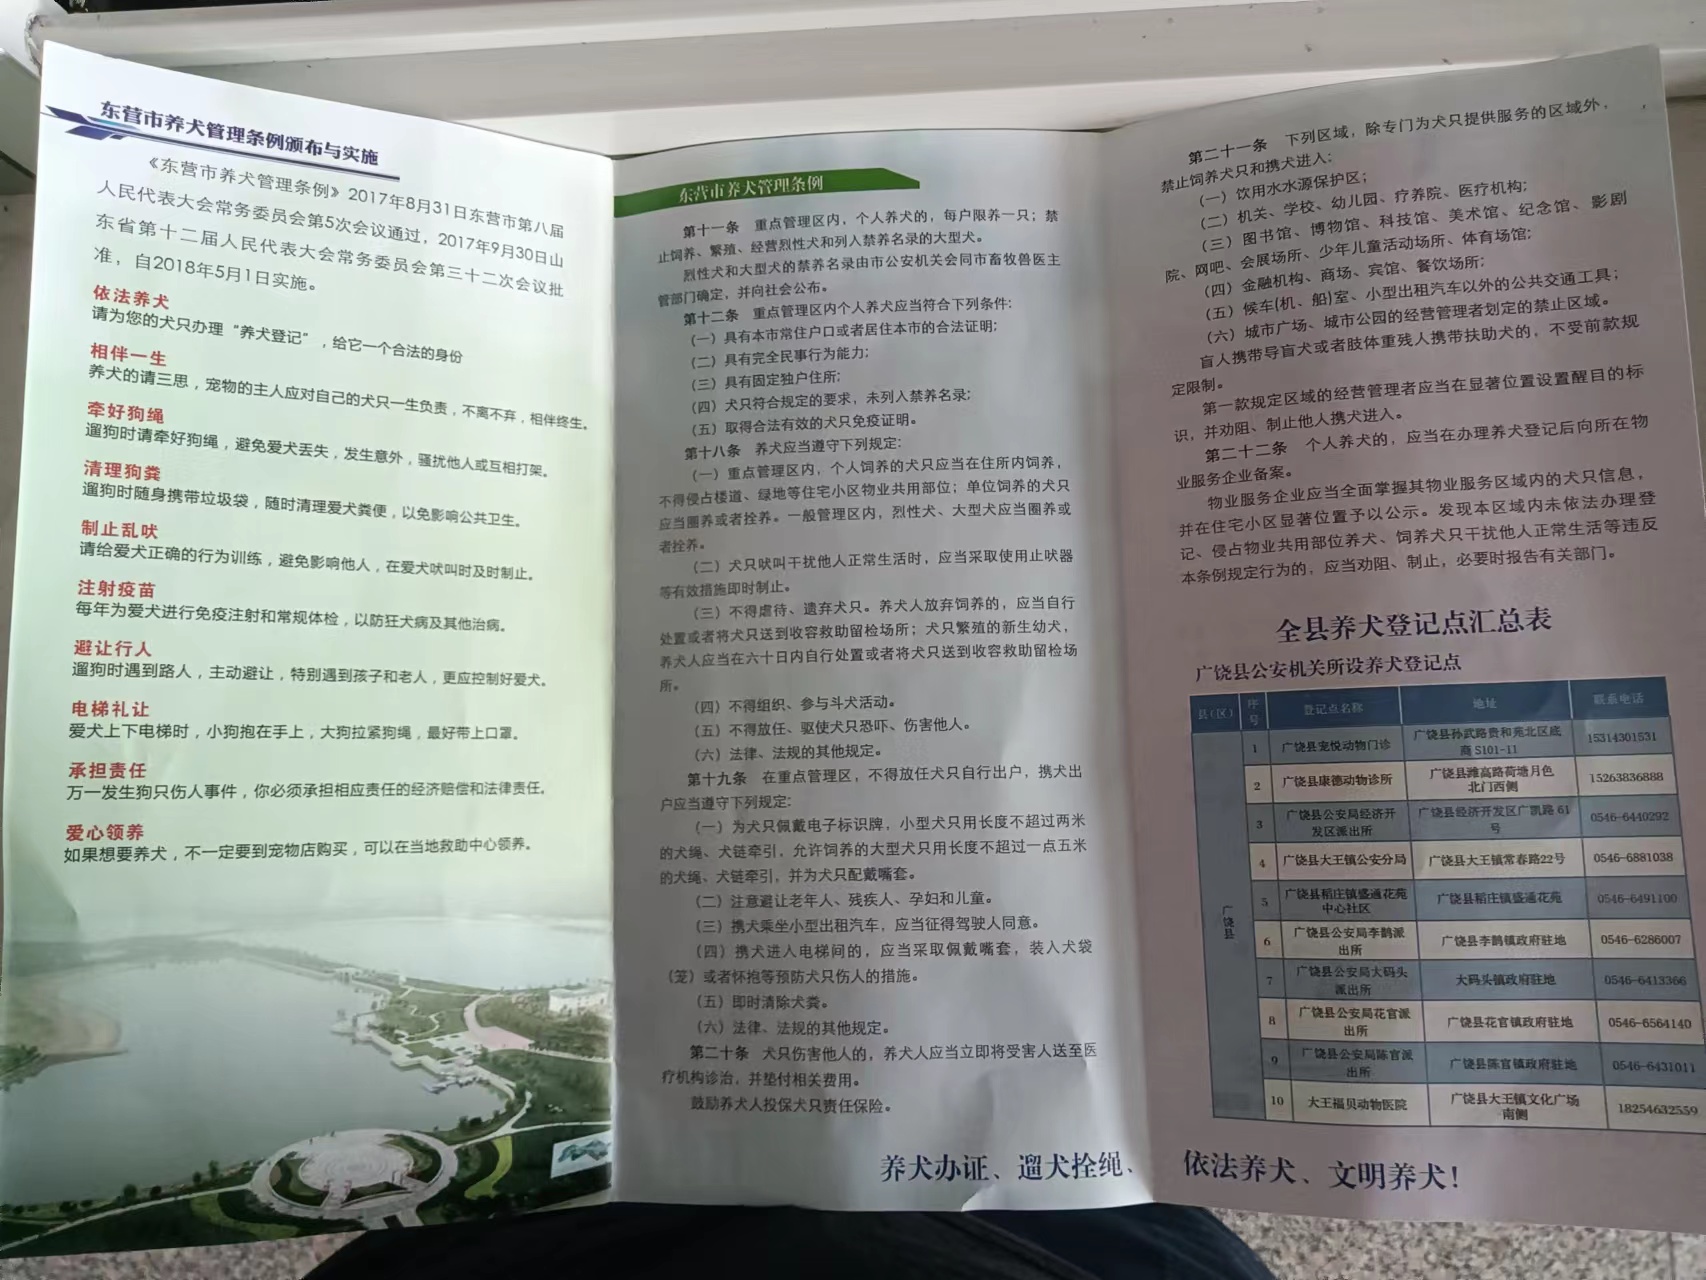 东营市养犬管理条例颁布与实施
《东营市养犬管理条例》2017年8月31日东营市第八届
人民代表大会常务委员会第5次会议通过，2017年9月30日山
东省第十二届人民代表大会常务委员会第三十二次会议批
准，自2018年5月1日实施。
依法养犬
请为您的犬只办理“养犬登记”，给它一个合法的身份
相伴一生
养犬的请三思，宠物的主人应对自己的犬只一生负责，不离不弃，相伴终生。
牵好狗绳
遛狗时请牵好狗绳，避免爱犬丢失，发生意外，骚扰他人或互相打架。
清理狗粪
遛狗时随身携带垃圾袋，随时清理爱犬粪便，以免影响公共卫生。
制止乱吠
请给爱犬正确的行为训练，避免影响他人，在爱犬吠叫时及时制止。
注射疫苗
每年为爱犬进行免疫注射和常规体检，以防狂犬病及其他治病。
避让行人
遛狗时遇到路人，主动避让，特别遇到孩子和老人，更应控制好爱犬。
电梯礼让
爱犬上下电梯时，小狗抱在手上，大狗拉紧狗绳，最好带上口罩。
承担责任
万一发生狗只伤人事件，你必须承担相应责任的经济赔偿和法律责任。
爱心领养
如果想要养犬，不一定要到宠物店购买，可以在当地救助中心领养。
东营市养犬管理条例
第十一条 重点管理区内，个人养犬的，每户限养一只；禁
止饲养、繁殖、经营烈性犬和列入禁养名录的大型犬。
烈性犬和大型犬的禁养名录由市公安机关会同市畜牧兽医主
管部门确定，并向社会公布。
第十二条 重点管理区内个人养犬应当符合下列条件：
（一）具有本市常住户口或者居住本市的合法证明；
（二）具有完全民事行为能力；
（三）具有固定独户住所；
（四）犬只符合规定的要求，未列入禁养名录；
（五）取得合法有效的犬只免疫证明。
第十八条 养犬应当遵守下列规定：
（一）重点管理区内，个人饲养的犬只应当在住所内饲养，
不得侵占楼道、绿地等住宅小区物业共用部位；单位饲养的犬只
应当圈养或者拴养。一般管理区内，烈性犬、大型犬应当圈养或
者拴养。
（二）犬只吠叫干扰他人正常生活时，应当采取使用止吠器
等有效措施即时制止。
（三）不得虐待、遗弃犬只。养犬人放弃饲养的，应当自行
处置或者将犬只送到收容救助留检场所；犬只繁殖的新生幼犬，
养犬人应当在六十日内自行处置或者将犬只送到收容救助留检场
所。
（四）不得组织、参与斗犬活动。
（五）不得放任、驱使犬只恐吓、伤害他人。
（六）法律、法规的其他规定。
第十九条 在重点管理区，不得放任犬只自行出户，携犬出
户应当遵守下列规定：
（一）为犬只佩戴电子标识牌，小型犬只用长度不超过两米
的犬绳、犬链牵引，允许饲养的大型犬只用长度不超过一点五米
的犬绳、犬链牵引，并为犬只配戴嘴套。
（二）注意避让老年人、残疾人、孕妇和儿童。
（三）携犬乘坐小型出租汽车，应当征得驾驶人同意。
（四）携犬进人电梯间的，应当采取佩戴嘴套，装人犬袋
（笼）或者怀抱等预防犬只伤人的措施。
（五）即时清除犬粪。
（六）法律、法规的其他规定。
第二十条 犬只伤害他人的，养犬人应当立即将受害人送至医
疗机构诊治，并垫付相关费用。
鼓励养犬人投保犬只责任保险。
养犬办证、遛犬拴绳、
第二十一条 下列区域，除专门为犬只提供服务的区域外，
禁止饲养犬只和携犬进入；
（一）饮用水水源保护区；
（二）机关、学校、幼儿园、疗养院、医疗机构；
（三）图书馆、博物馆、科技馆、美术馆、纪念馆、影剧
院、网吧、会展场所、少年儿童活动场所、体育场馆；
（四）金融机构、商场、宾馆、餐饮场所；
（五）候车(机、船)室、小型出租汽车以外的公共交通工具；
（六）城市广场、城市公园的经营管理者划定的禁止区域。
盲人携带导盲犬或者肢体重残人携带扶助犬的，不受前款规
定限制。
第一款规定区域的经营管理者应当在显著位置设置醒目的标
识，并劝阻、制止他人携犬进入。
第二十二条 个人养犬的，应当在办理养犬登记后向所在物
业服务企业备案。
物业服务企业应当全面掌握其物业服务区域内的犬只信息，
并在住宅小区显著位置予以公示。发现本区域内未依法办理登
记、侵占物业共用部位养犬、饲养犬只干扰他人正常生活等违反
本条例规定行为的，应当劝阻、制止，必要时报告有关部门。
全县养犬登记点汇总表
广饶县公安机关所设养犬登记点
县（区） 序号 登记点名称 地址 联系电话
广饶县
1 广饶县宠悦动物门诊 广饶县孙武路贵和苑北区底商S101-11 15314301531
2 广饶县康德动物诊所 广饶县潍高路荷塘月色北门西侧 15263836888
3 广饶县公安局经济开发区派出所 广饶县经济开发区广凯路61号 0546-6440292
4 广饶县大王镇公安分局 广饶县大王镇常春路22号 0546-6881038
5 广饶县稻庄镇盛通花苑中心社区 广饶县稻庄镇盛通花苑 0546-6491100
6 广饶县公安局李鹊派出所 广饶县李鹊镇政府驻地 0546-6286007
7 广饶县公安局大码头派出所 大码头镇政府驻地 0546-6413366
8 广饶县公安局花官派出所 广饶县花官镇政府驻地 0546-6564140
9 广饶县公安局陈官派出所 广饶县陈官镇政府驻地 0546-6431011
10 大王福贝动物医院 广饶县大王镇文化广场南侧 18254632559
依法养犬、文明养犬！